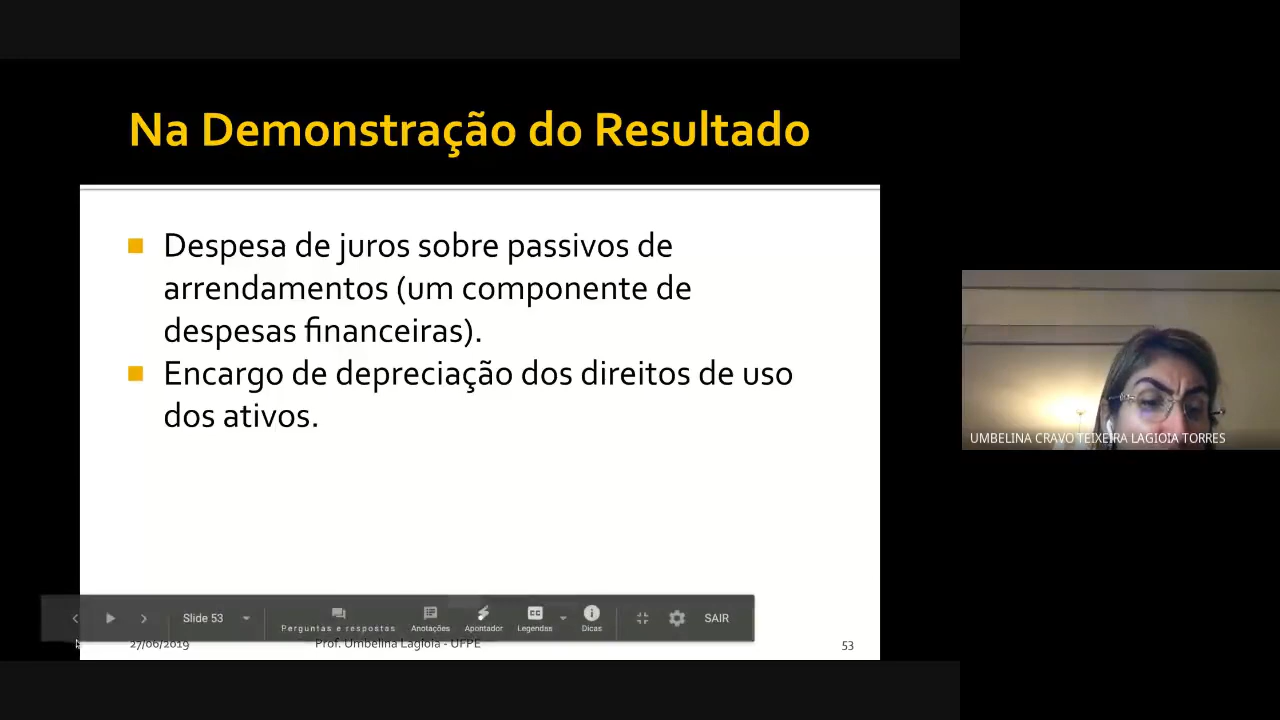 Na Demonstração do Resultado
Despesa de juros sobre passivos de
arrendamentos (um componente de
despesas financeiras).
Encargo de depreciação dos direitos de uso
dos ativos.
UMBELINA CRAVO TEIXEIRA LAGIOIA TORRES
Slide 53
Perguntas e respostas
Anotações
Apontador
CC
Legendas
Dicas
SAIR
27/06/2019
Prof. Umbelina Lagioia - UFPE
53